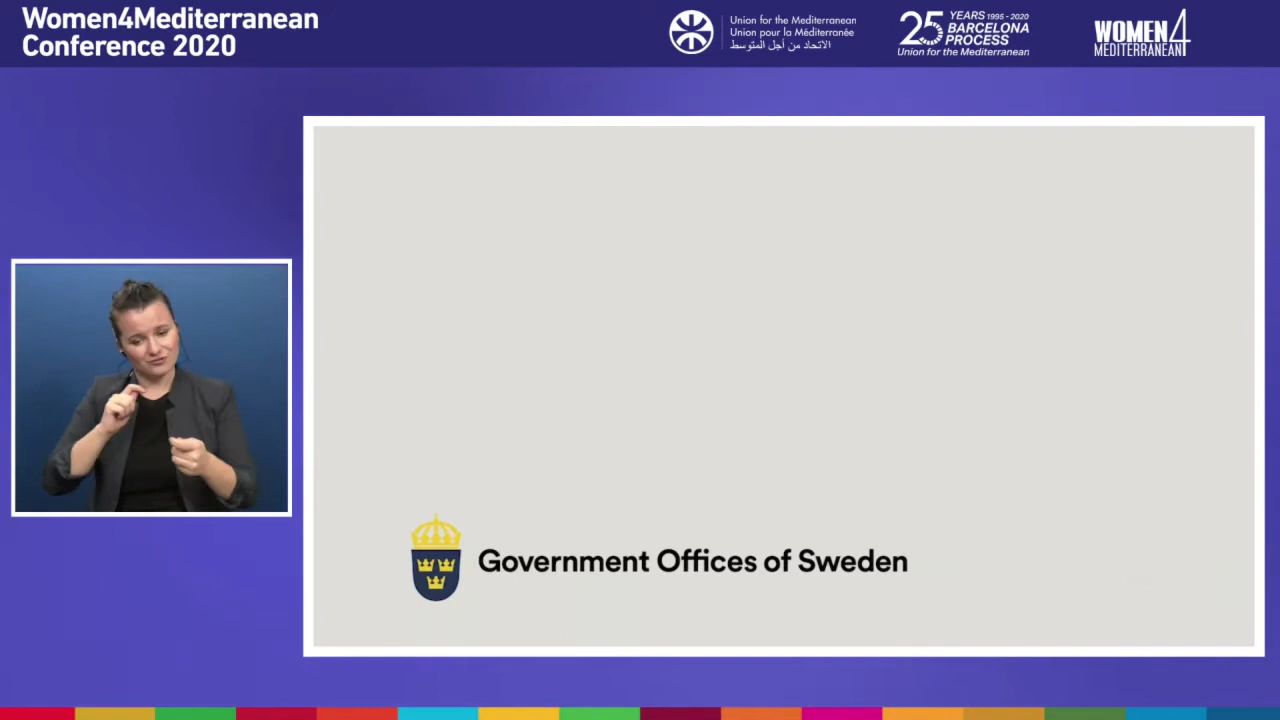 Women4Mediterranean
Conference 2020
Union for the Mediterranean
Union pour la Méditerranée
الاتحاد من أجل المتوسط
25 YEARS 1995 - 2020
BARCELONA
PROCESS
Union for the Mediterranean
WOMEN4
MEDITERRANEAN
Government Offices of Sweden